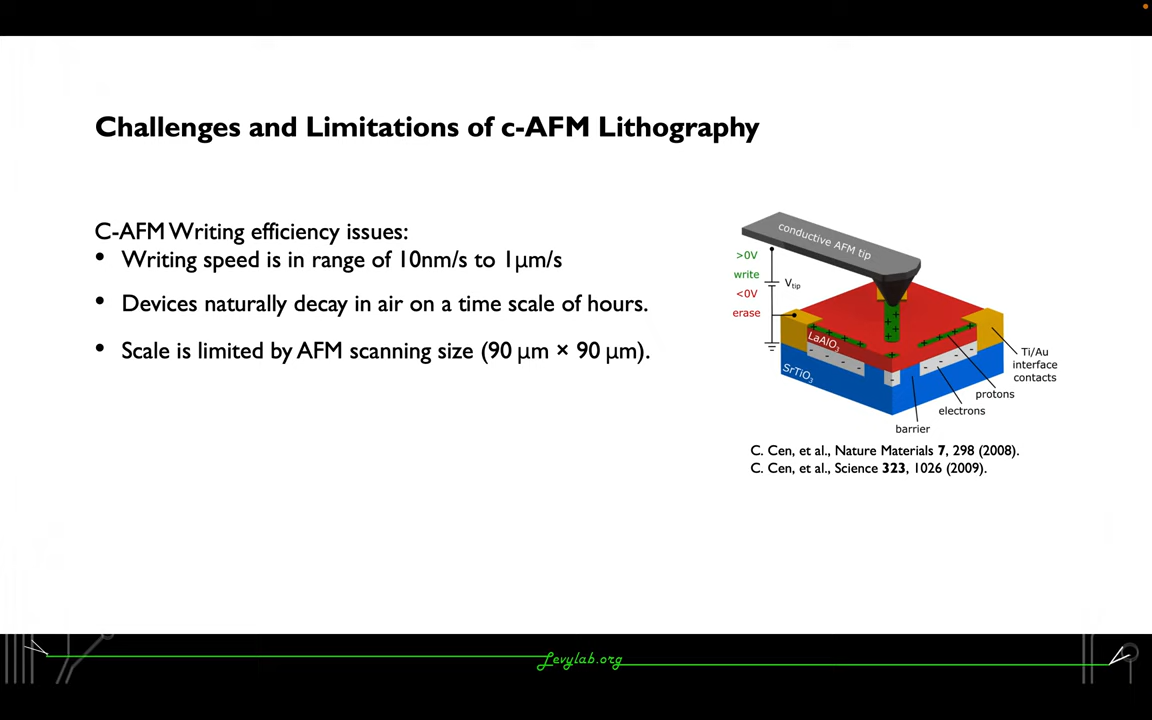 Challenges and Limitations of c-AFM Lithography
C-AFM Writing efficiency issues:
• Writing speed is in range of 10nm/s to 1μm/s
• Devices naturally decay in air on a time scale of hours.
• Scale is limited by AFM scanning size (90 μm × 90 μm).
conductive AFM tip
>0V
write
<0V
erase
Vtip
LaAlO3
SrTiO3
Ti/Au
interface
contacts
protons
electrons
barrier
C. Cen, et al., Nature Materials 7, 298 (2008).
C. Cen, et al., Science 323, 1026 (2009).
Levylab.org